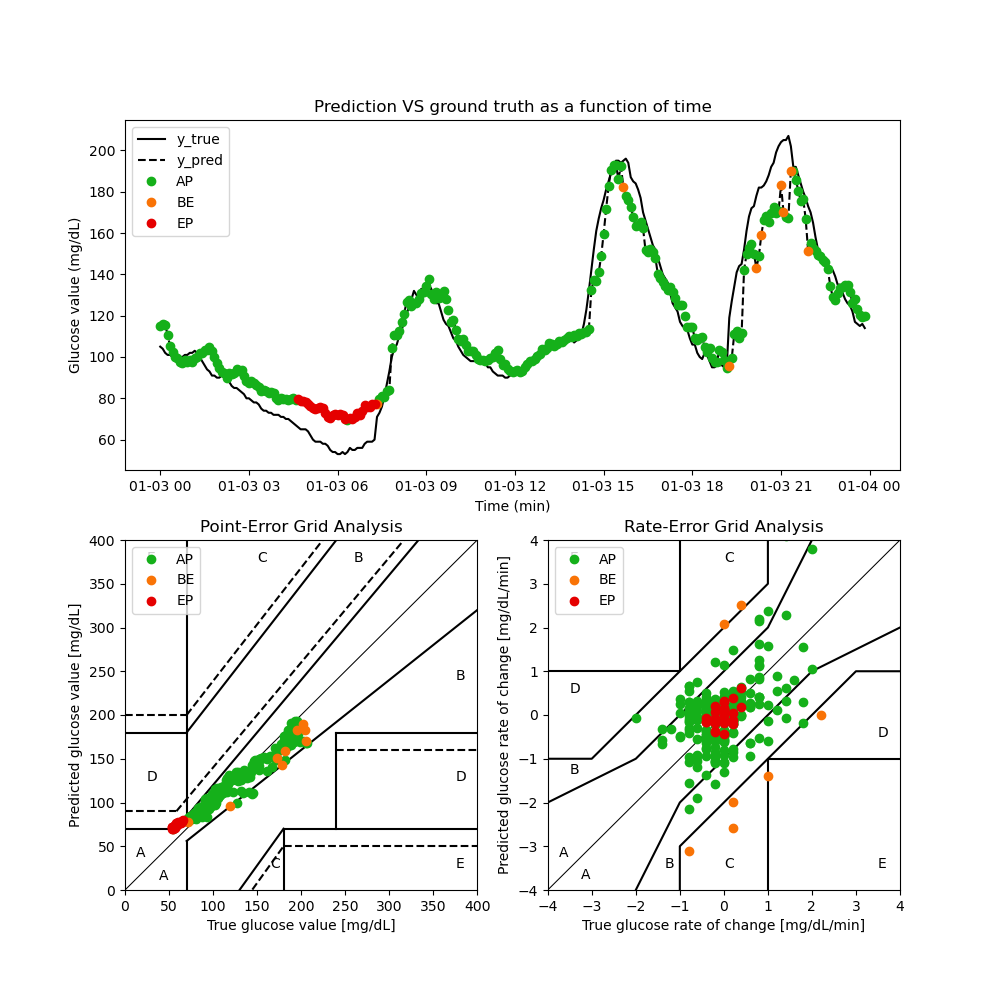 Prediction VS ground truth as a function of time
Glucose value (mg/dL)
200
180
160
140
120
100
80
60
y_true
y_pred
AP
BE
EP
01-03 00 01-03 03 01-03 06 01-03 09 01-03 12 01-03 15 01-03 18 01-03 21 01-04 00
Time (min)
Point-Error Grid Analysis
Predicted glucose value [mg/dL]
400
350
300
250
200
150
100
50
0
AP
BE
EP
C B
B
D D
A
A
C E
0 50 100 150 200 250 300 350 400
True glucose value [mg/dL]
Rate-Error Grid Analysis
Predicted glucose rate of change [mg/dL/min]
4
3
2
1
0
−1
−2
−3
−4
AP
BE
EP
C
D
D
B
A
A
B C E
−4 −3 −2 −1 0 1 2 3 4
True glucose rate of change [mg/dL/min]